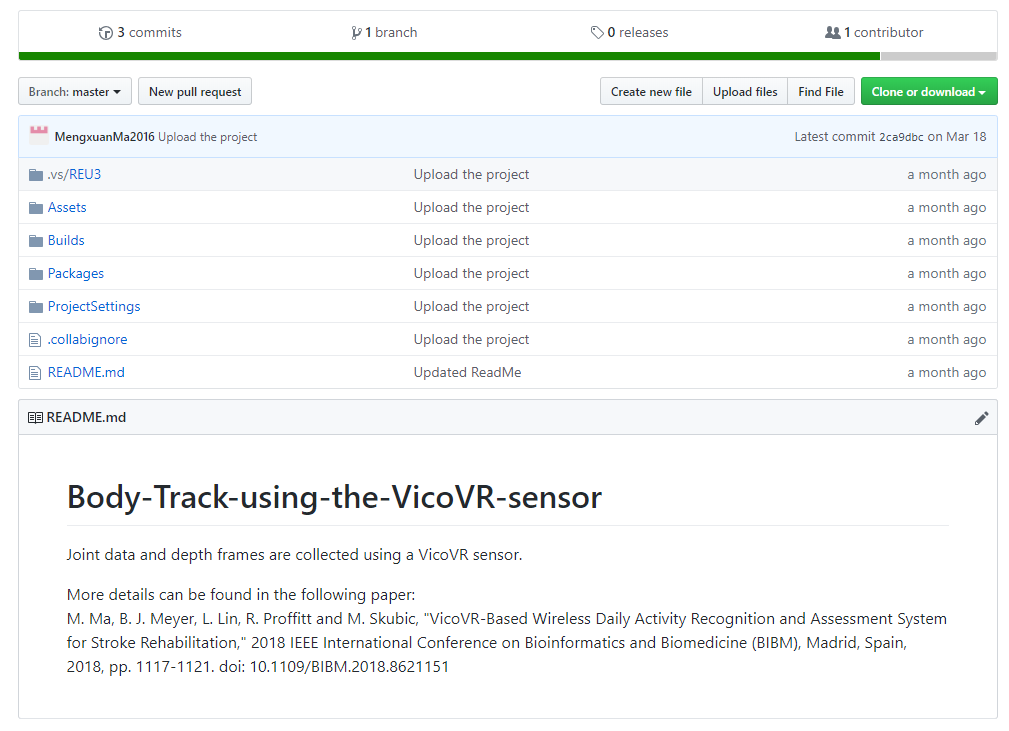 3 commits 1 branch 0 releases 1 contributor
Branch: master New pull request Create new file Upload files Find File Clone or download
MengxuanMa2016 Upload the project Latest commit 2ca9dbc on Mar 18
.vs/REU3 Upload the project a month ago
Assets Upload the project a month ago
Builds Upload the project a month ago
Packages Upload the project a month ago
ProjectSettings Upload the project a month ago
.collabignore Upload the project a month ago
README.md Updated ReadMe a month ago
README.md
Body-Track-using-the-VicoVR-sensor
Joint data and depth frames are collected using a VicoVR sensor.
More details can be found in the following paper:
M. Ma, B. J. Meyer, L. Lin, R. Proffitt and M. Skubic, "VicoVR-Based Wireless Daily Activity Recognition and Assessment System
for Stroke Rehabilitation," 2018 IEEE International Conference on Bioinformatics and Biomedicine (BIBM), Madrid, Spain,
2018, pp. 1117-1121. doi: 10.1109/BIBM.2018.8621151